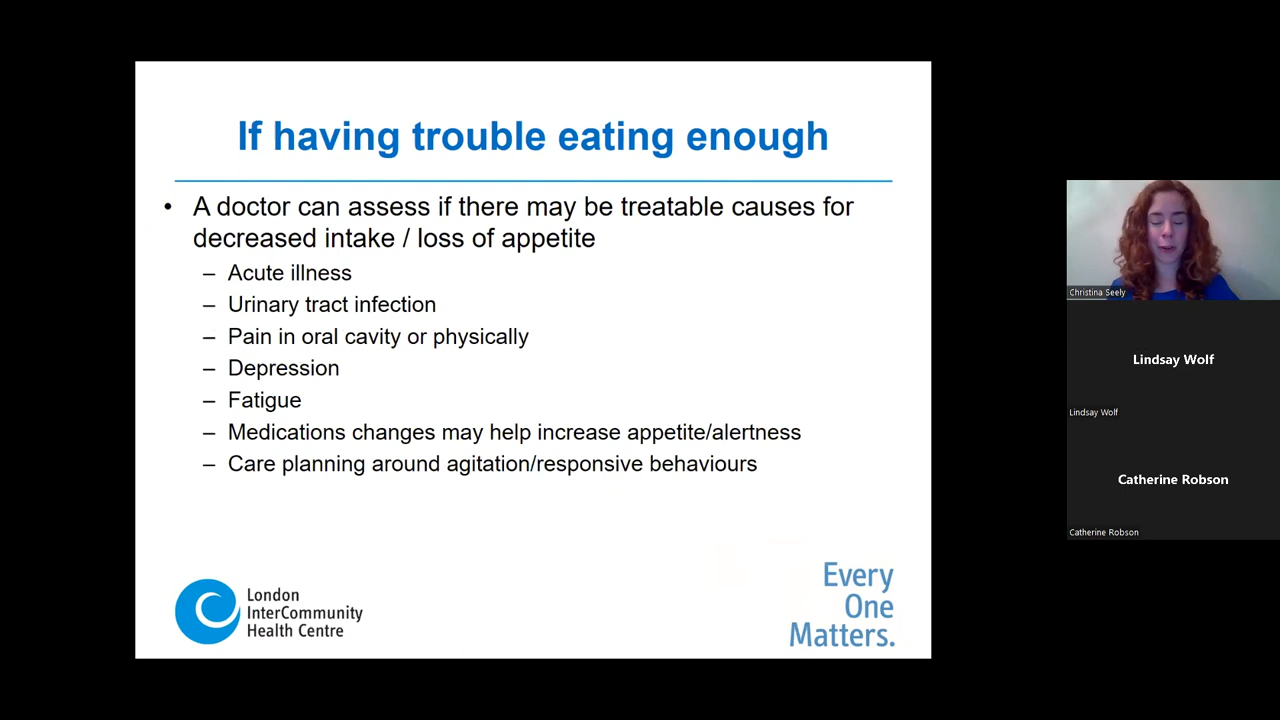 If having trouble eating enough
• A doctor can assess if there may be treatable causes for
decreased intake / loss of appetite
– Acute illness
– Urinary tract infection
– Pain in oral cavity or physically
– Depression
– Fatigue
– Medications changes may help increase appetite/alertness
– Care planning around agitation/responsive behaviours
London
InterCommunity
Health Centre
Every
One
Matters.
Christina Seely
Lindsay Wolf
Lindsay Wolf
Catherine Robson
Catherine Robson